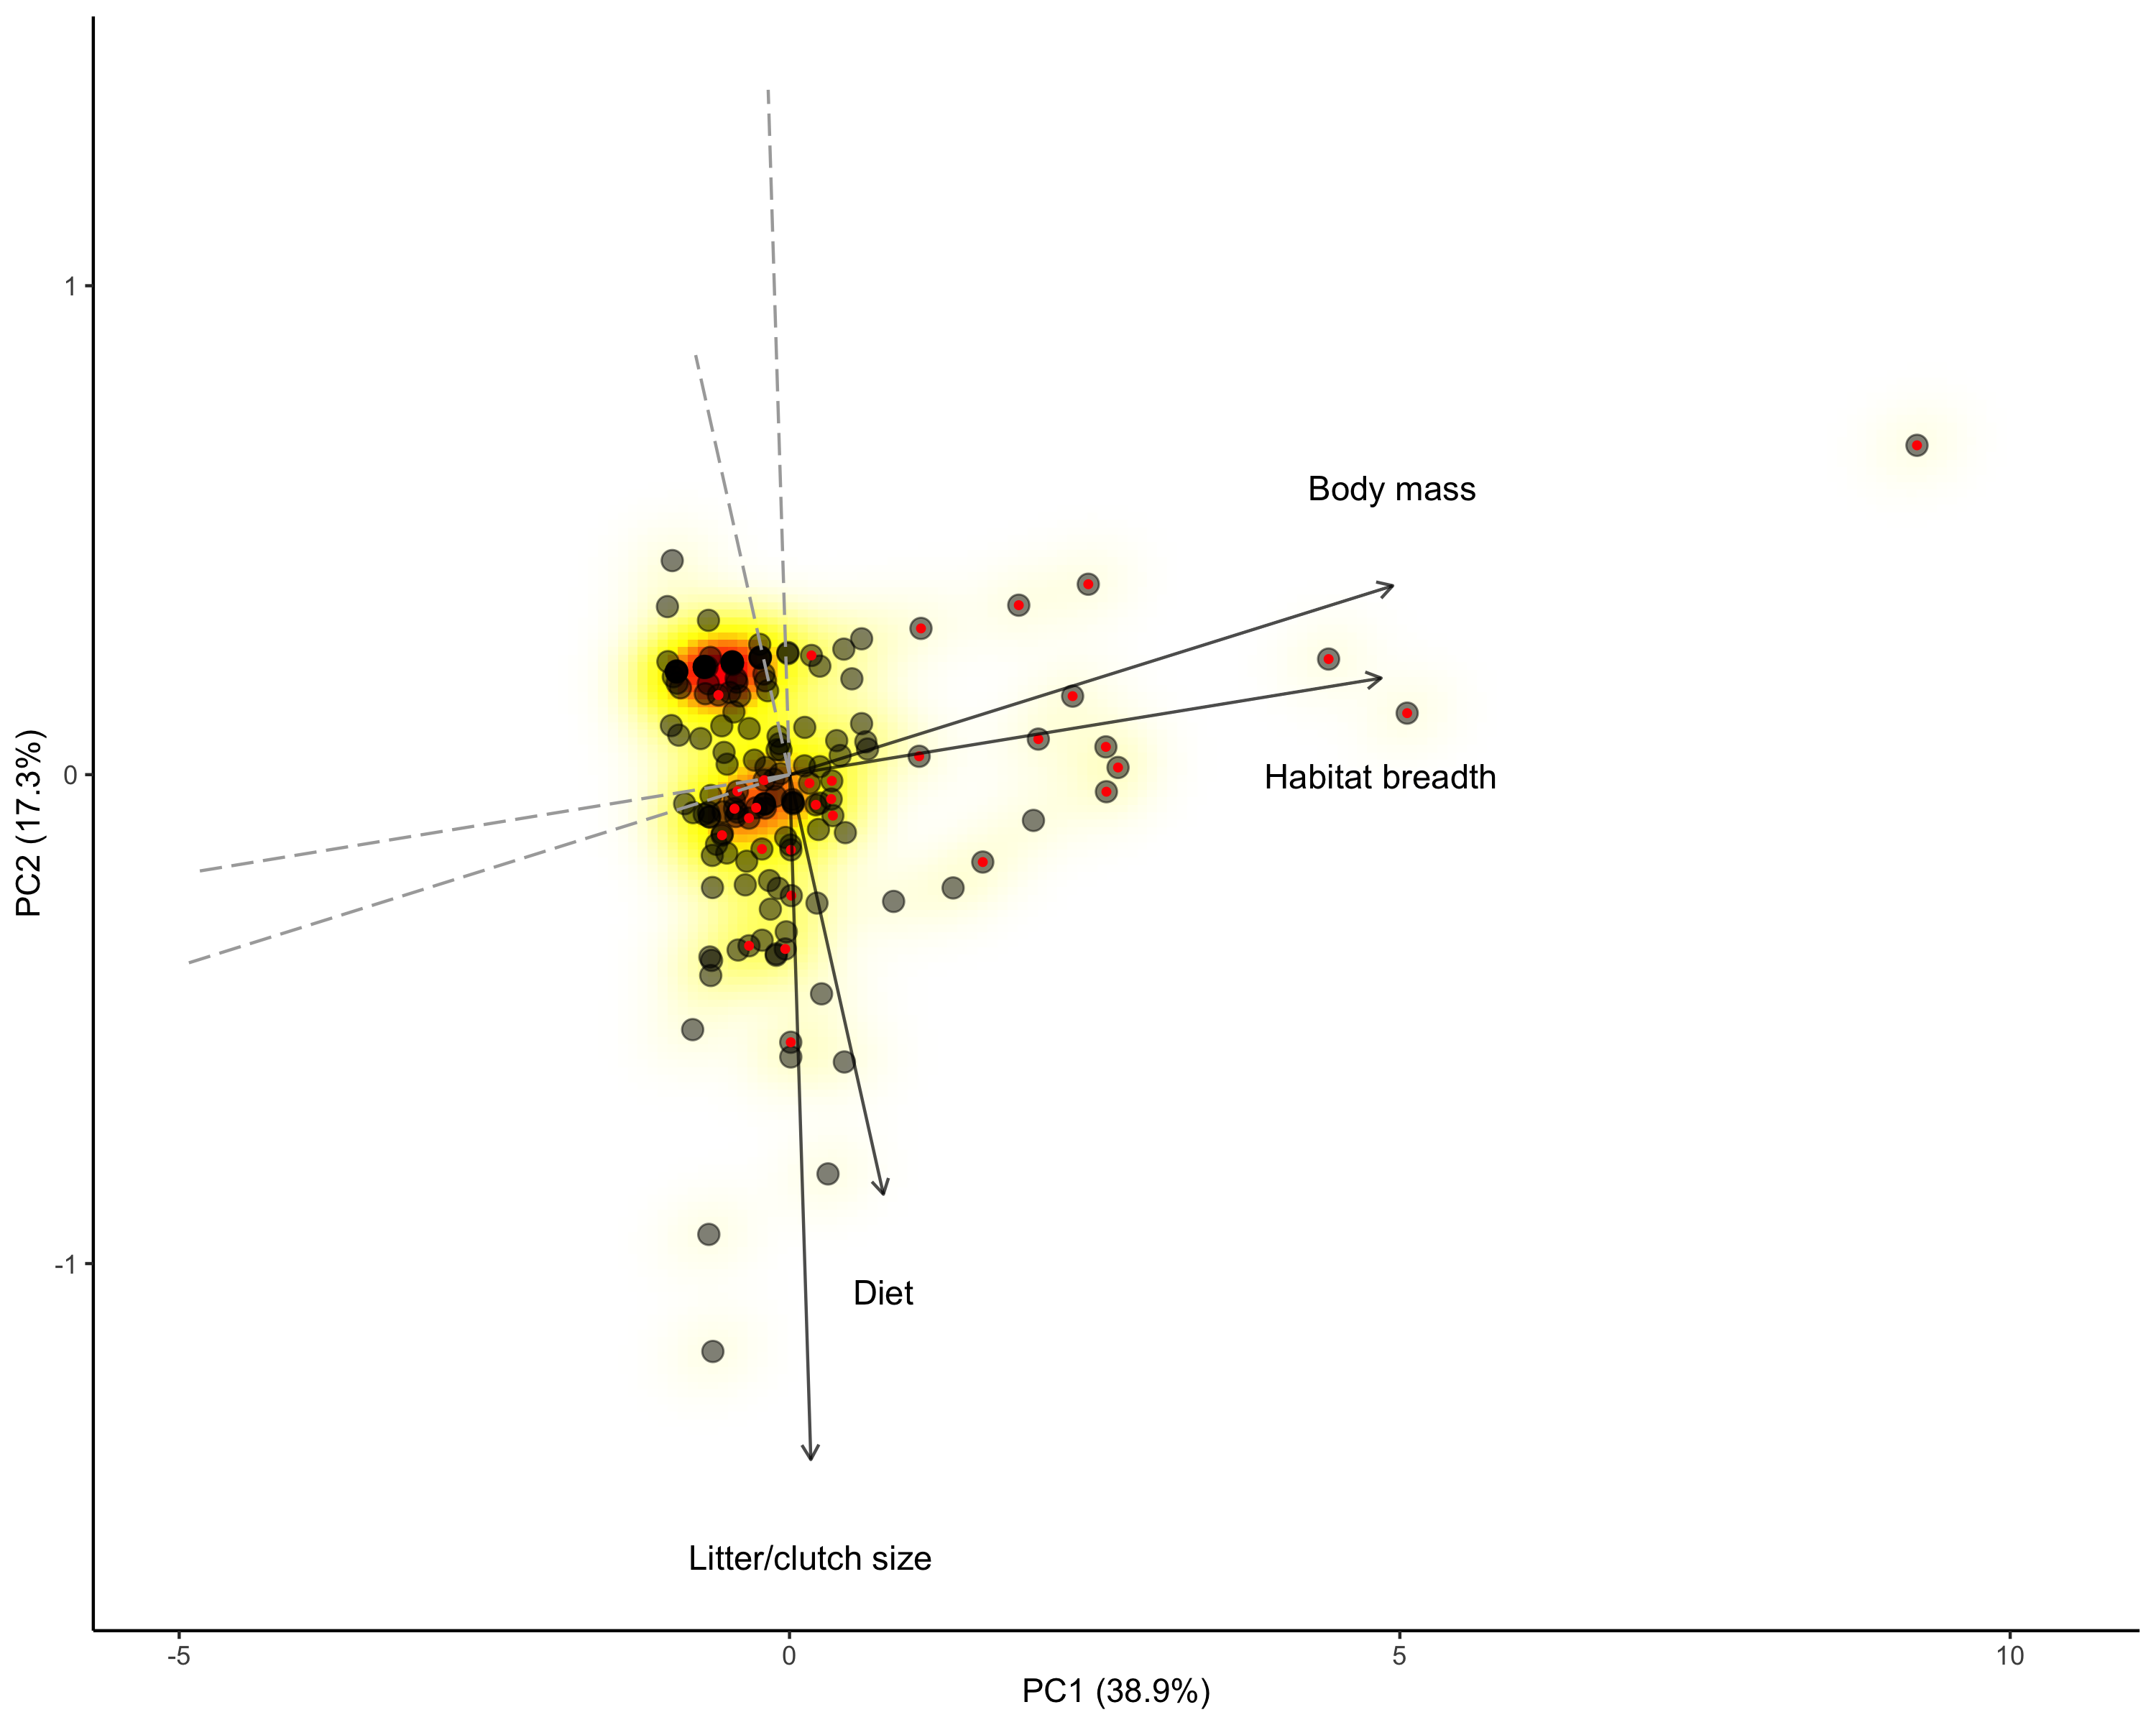 1
Body mass
0
Habitat breadth
PC2 (17.3%)
-1
Diet
Litter/clutch size
-5
0
5
10
PC1 (38.9%)